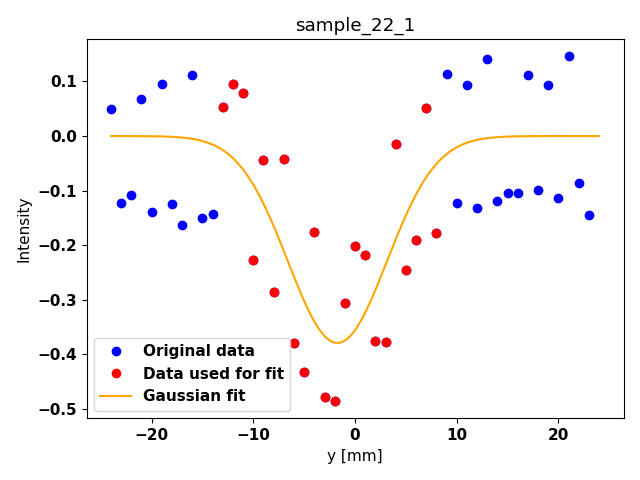 sample_22_1
0.1
0.0
−0.1
−0.2
−0.3
−0.4
−0.5
Intensity
Original data
Data used for fit
Gaussian fit
−20 −10 0 10 20
y [mm]